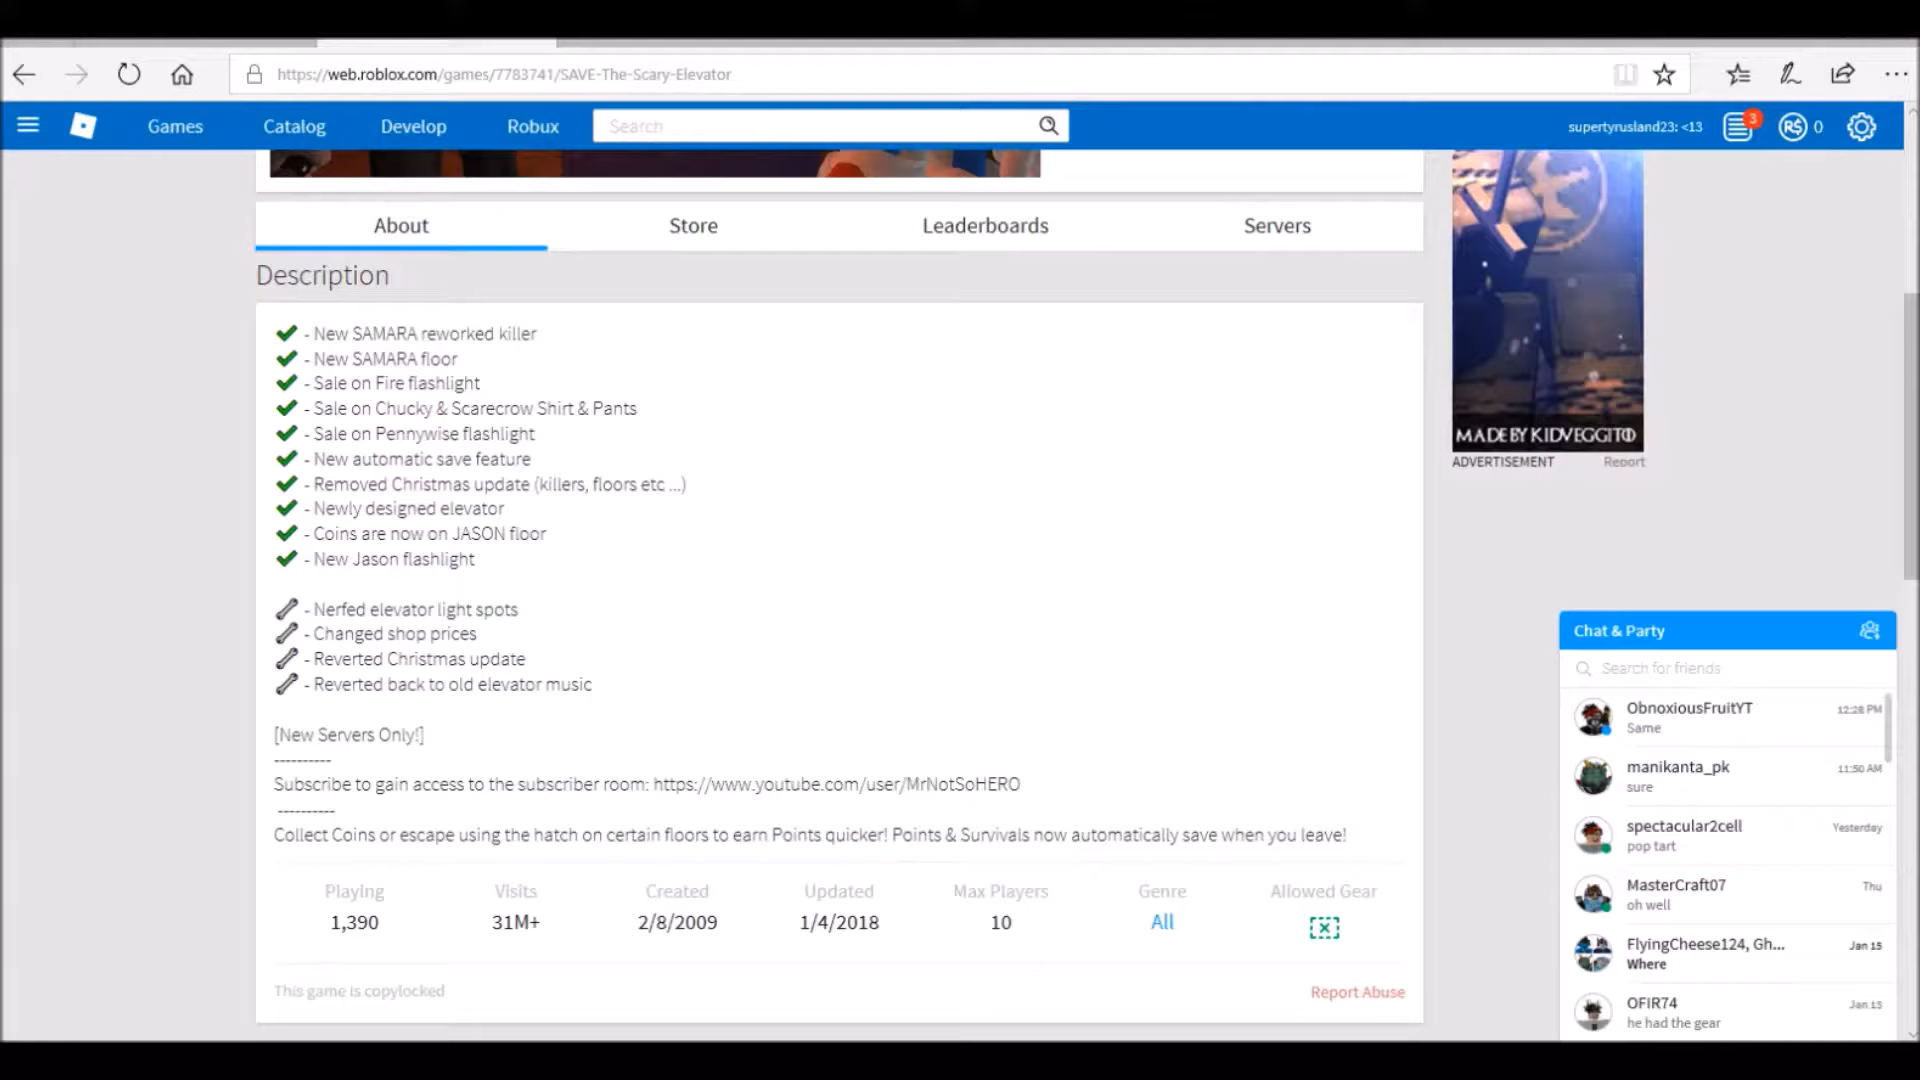 https://web.roblox.com/games/7783741/SAVE-The-Scary-Elevator
Games Catalog Develop Robux Search supertyrusland23: <13 3 R$ 0
About Store Leaderboards Servers
Description
- New SAMARA reworked killer
- New SAMARA floor
- Sale on Fire flashlight
- Sale on Chucky & Scarecrow Shirt & Pants
- Sale on Pennywise flashlight
- New automatic save feature
- Removed Christmas update (killers, floors etc ...)
- Newly designed elevator
- Coins are now on JASON floor
- New Jason flashlight
- Nerfed elevator light spots
- Changed shop prices
- Reverted Christmas update
- Reverted back to old elevator music
[New Servers Only!]
----------
Subscribe to gain access to the subscriber room: https://www.youtube.com/user/MrNotSoHERO
----------
Collect Coins or escape using the hatch on certain floors to earn Points quicker! Points & Survivals now automatically save when you leave!
Playing Visits Created Updated Max Players Genre Allowed Gear
1,390 31M+ 2/8/2009 1/4/2018 10 All
This game is copylocked Report Abuse
MADE BY KIDVEGGITO
ADVERTISEMENT Report
Chat & Party
Search for friends
ObnoxiousFruitYT 12:28 PM
Same
manikanta_pk 11:50 AM
sure
spectacular2cell Yesterday
pop tart
MasterCraft07 Thu
oh well
FlyingCheese124, Gh... Jan 15
Where
OFIR74 Jan 13
he had the gear